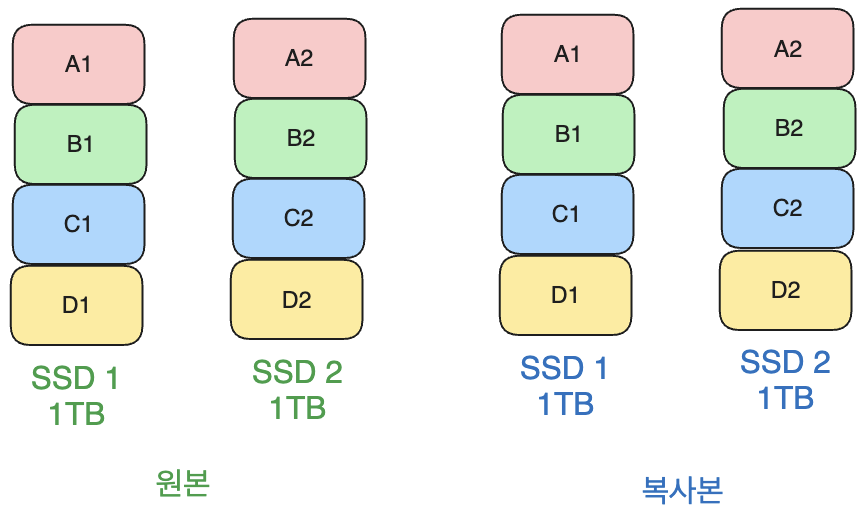 A1
B1
C1
D1
SSD 1
1TB
A2
B2
C2
D2
SSD 2
1TB
원본
A1
B1
C1
D1
SSD 1
1TB
A2
B2
C2
D2
SSD 2
1TB
복사본